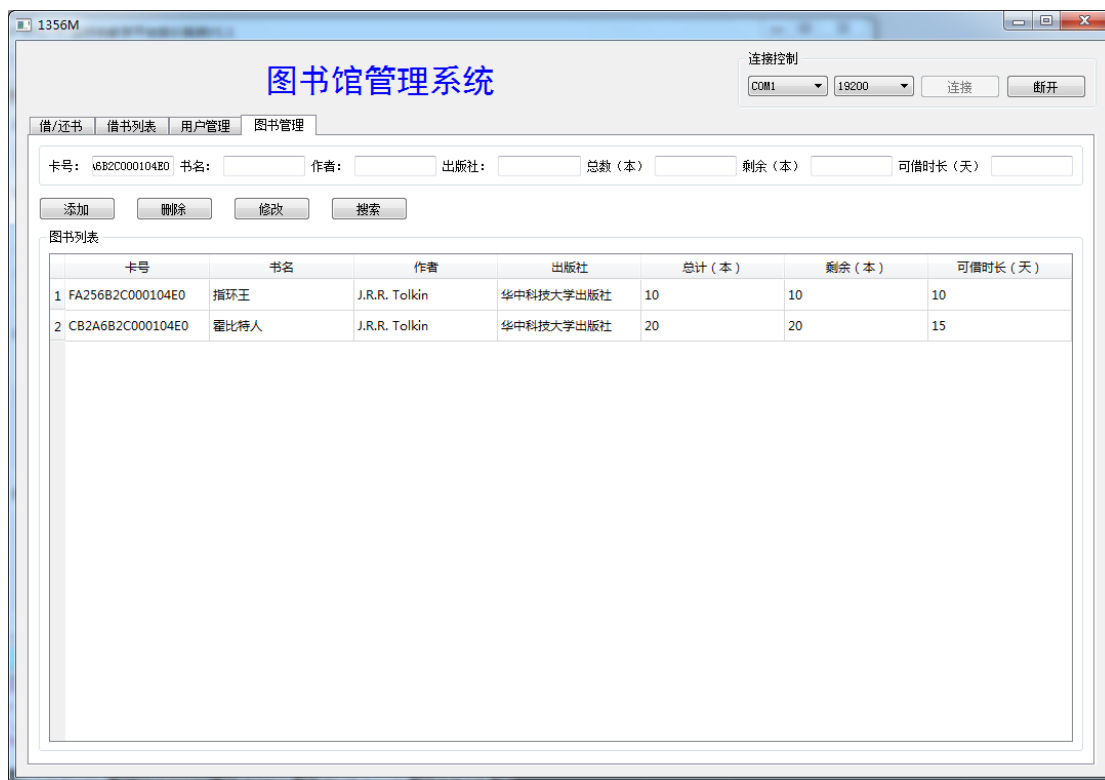 1356M
图书馆管理系统
连接控制
COM1 19200 连接 断开
借/还书 借书列表 用户管理 图书管理
卡号: 6B2C000104E0 书名: 作者: 出版社: 总数（本） 剩余（本） 可借时长（天）
添加 删除 修改 搜索
图书列表
卡号 书名 作者 出版社 总计（本） 剩余（本） 可借时长（天）
1 FA256B2C000104E0 指环王 J.R.R. Tolkin 华中科技大学出版社 10 10 10
2 CB2A6B2C000104E0 霍比特人 J.R.R. Tolkin 华中科技大学出版社 20 20 15